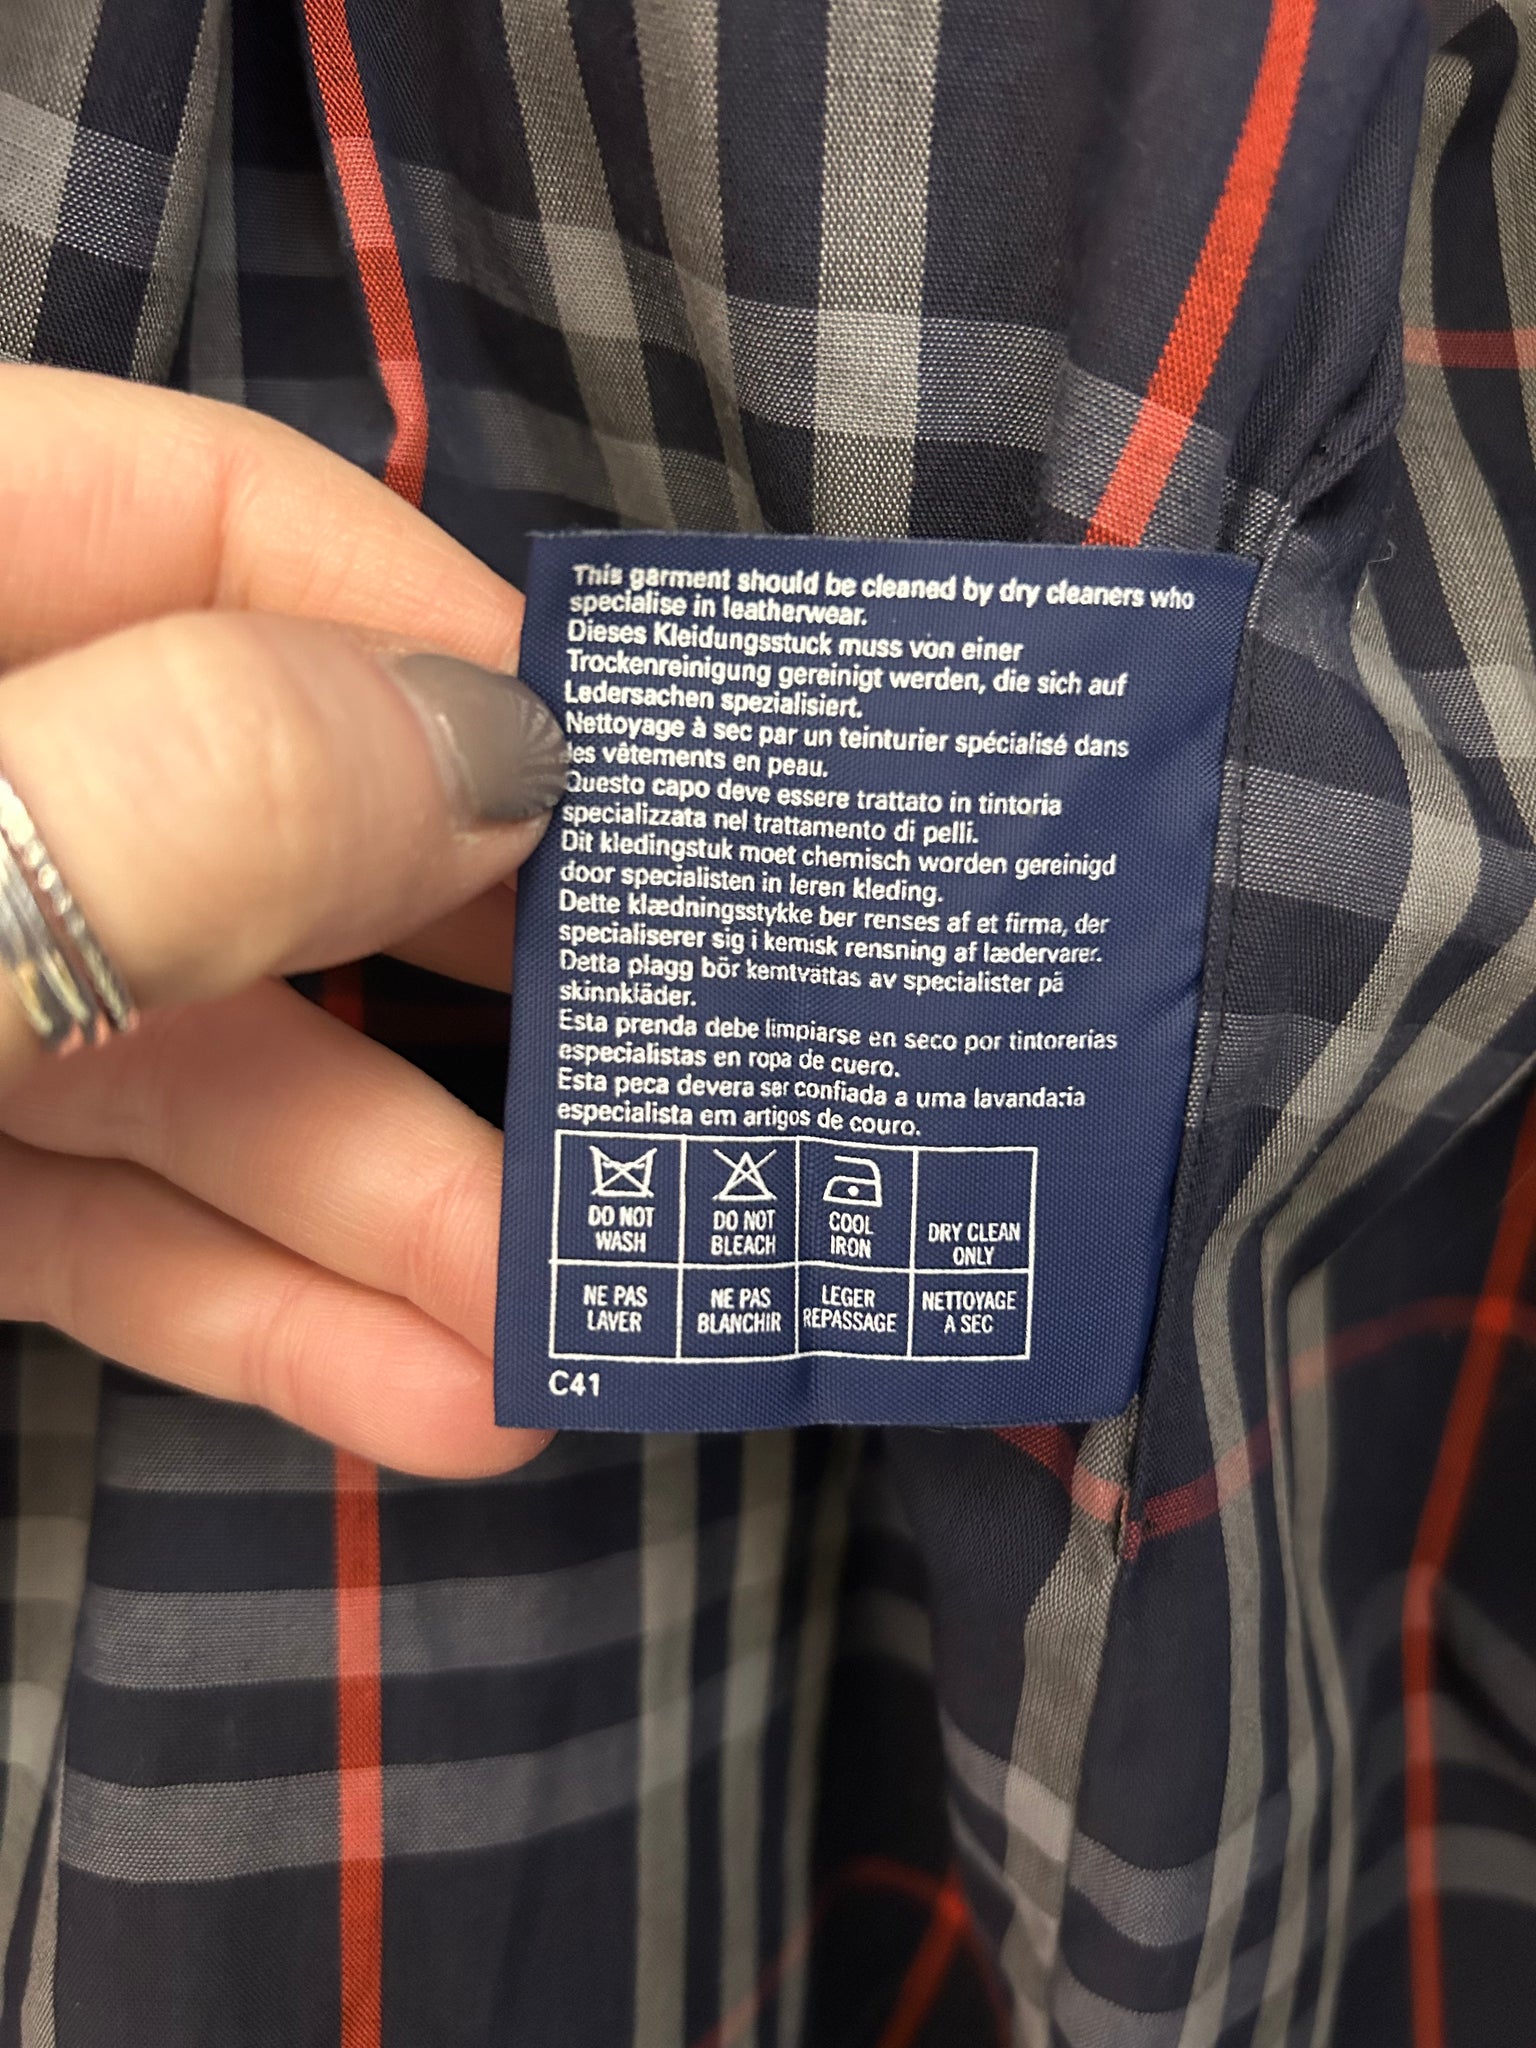 This garment should be cleaned by dry cleaners who
specialise in leatherwear.
Dieses Kleidungsstuck muss von einer
Trockenreinigung gereinigt werden, die sich auf
Ledersachen spezialisiert.
Nettoyage à sec par un teinturier spécialisé dans
les vêtements en peau.
Questo capo deve essere trattato in tintoria
specializzata nel trattamento di pelli.
Dit kledingstuk moet chemisch worden gereinigd
door specialisten in leren kleding.
Dette klædningsstykke ber renses af et firma, der
specialiserer sig i kemisk rensning af lædervarer.
Detta plagg bör kemtvattas av specialister på
skinnkläder.
Esta prenda debe limpiarse en seco por tintorerías
especialistas en ropa de cuero.
Esta peca devera ser confiada a uma lavandaria
especialista em artigos de couro.
DO NOT WASH
DO NOT BLEACH
COOL IRON
DRY CLEAN ONLY
NE PAS LAVER
NE PAS BLANCHIR
LEGER REPASSAGE
NETTOYAGE A SEC
C41